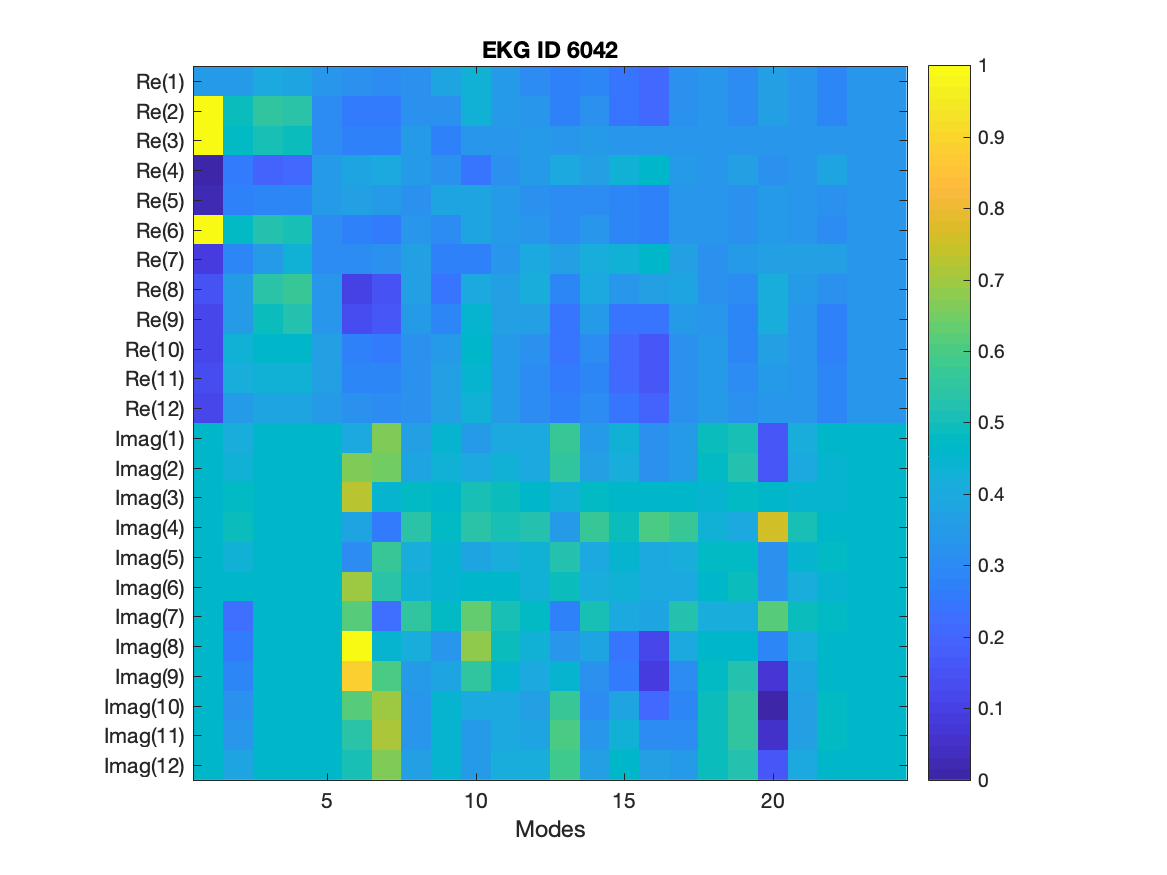 EKG ID 6042
Re(1)
Re(2)
Re(3)
Re(4)
Re(5)
Re(6)
Re(7)
Re(8)
Re(9)
Re(10)
Re(11)
Re(12)
Imag(1)
Imag(2)
Imag(3)
Imag(4)
Imag(5)
Imag(6)
Imag(7)
Imag(8)
Imag(9)
Imag(10)
Imag(11)
Imag(12)
5 10 15 20
Modes
1
0.9
0.8
0.7
0.6
0.5
0.4
0.3
0.2
0.1
0